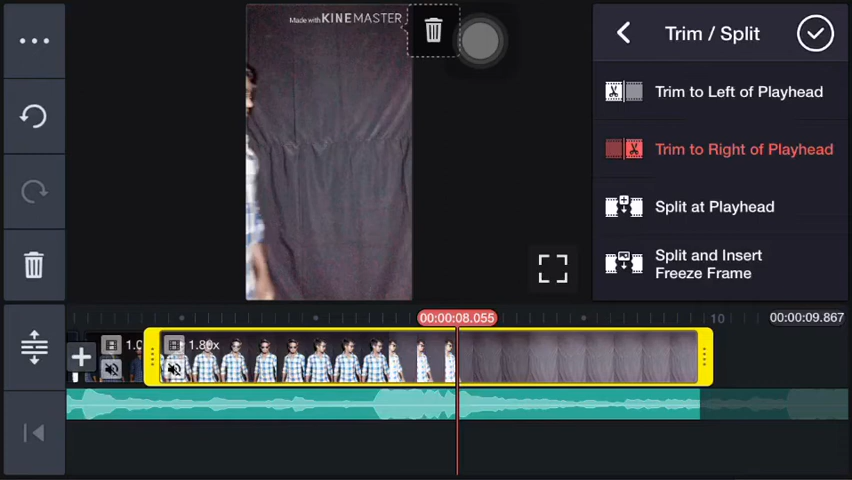 Made with KINEMASTER
Trim / Split
Trim to Left of Playhead
Trim to Right of Playhead
Split at Playhead
Split and Insert
Freeze Frame
00:00:08.055
10
00:00:09.867
1.80x